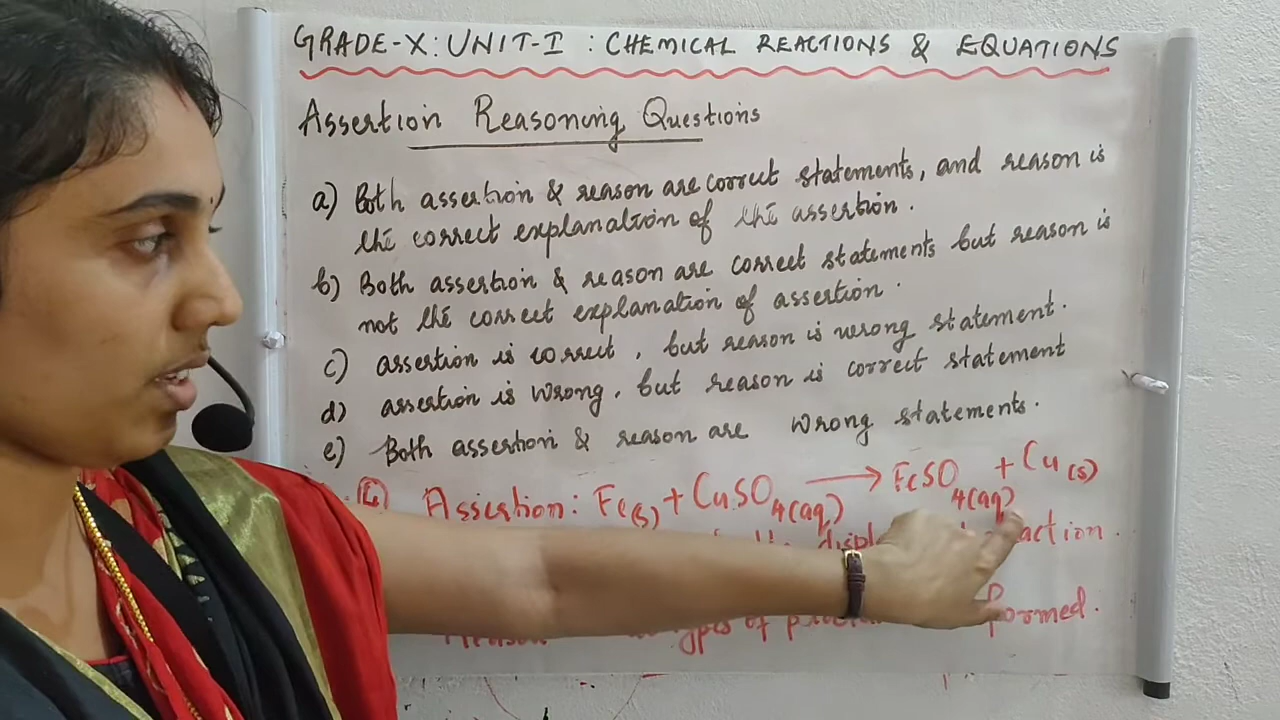 GRADE-X: UNIT-I : CHEMICAL REACTIONS & EQUATIONS
Assertion Reasoning Questions
a) Both assertion & reason are correct statements, and reason is
the correct explanation of the assertion.
b) Both assertion & reason are correct statements but reason is
not the correct explanation of assertion.
c) assertion is correct, but reason is wrong statement.
d) assertion is wrong, but reason is correct statement
e) Both assertion & reason are wrong statements.
Assertion: Fe(s) + CuSO4(aq) → FeSO4(aq) + Cu(s)
of formed.